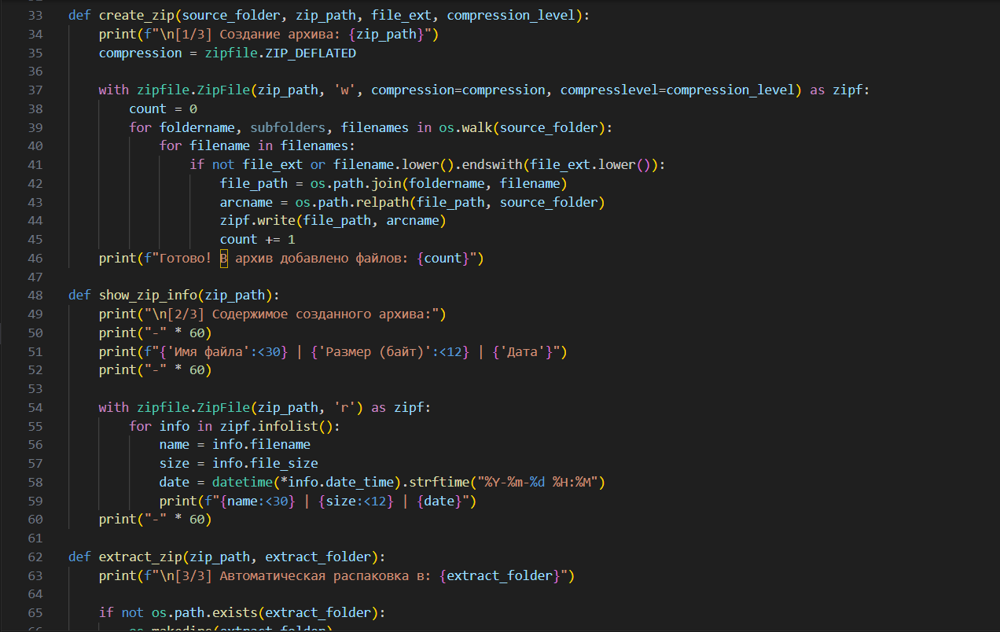 33 def create_zip(source_folder, zip_path, file_ext, compression_level):
34     print(f"\n[1/3] Создание архива: {zip_path}")
35     compression = zipfile.ZIP_DEFLATED
36
37     with zipfile.ZipFile(zip_path, 'w', compression=compression, compresslevel=compression_level) as zipf:
38         count = 0
39         for foldername, subfolders, filenames in os.walk(source_folder):
40             for filename in filenames:
41                 if not file_ext or filename.lower().endswith(file_ext.lower()):
42                     file_path = os.path.join(foldername, filename)
43                     arcname = os.path.relpath(file_path, source_folder)
44                     zipf.write(file_path, arcname)
45                     count += 1
46     print(f"Готово! В архив добавлено файлов: {count}")
47
48 def show_zip_info(zip_path):
49     print("\n[2/3] Содержимое созданного архива:")
50     print("-" * 60)
51     print(f"{'Имя файла':<30} | {'Размер (байт)':<12} | {'Дата'}")
52     print("-" * 60)
53
54     with zipfile.ZipFile(zip_path, 'r') as zipf:
55         for info in zipf.infolist():
56             name = info.filename
57             size = info.file_size
58             date = datetime(*info.date_time).strftime("%Y-%m-%d %H:%M")
59             print(f"{name:<30} | {size:<12} | {date}")
60     print("-" * 60)
61
62 def extract_zip(zip_path, extract_folder):
63     print(f"\n[3/3] Автоматическая распаковка в: {extract_folder}")
64
65     if not os.path.exists(extract_folder):
66         os.makedirs(extract_folder)